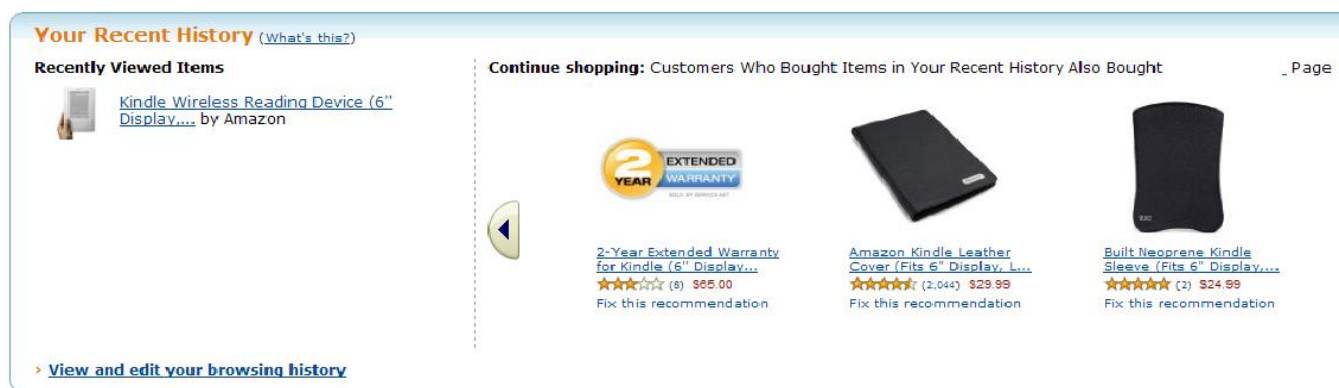 Your Recent History (What's this?)
Recently Viewed Items
Kindle Wireless Reading Device (6"
Display,... by Amazon
Continue shopping: Customers Who Bought Items in Your Recent History Also Bought
Page
2
YEAR
EXTENDED
WARRANTY
2-Year Extended Warranty
for Kindle (6" Display...
(8) $65.00
Fix this recommendation
Amazon Kindle Leather
Cover (Fits 6" Display, L...
(2,044) $29.99
Fix this recommendation
Built Neoprene Kindle
Sleeve (Fits 6" Display,...
(2) $24.99
Fix this recommendation
› View and edit your browsing history